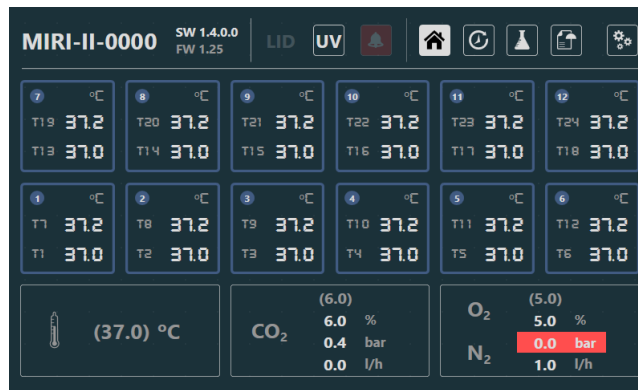 MIRI-II-0000 SW 1.4.0.0 LID UV
FW 1.25
7 °C 8 °C 9 °C 10 °C 11 °C 12 °C
T19 37.2 T20 37.2 T21 37.2 T22 37.2 T23 37.2 T24 37.2
T13 37.0 T14 37.0 T15 37.0 T16 37.0 T17 37.0 T18 37.0
1 °C 2 °C 3 °C 4 °C 5 °C 6 °C
T7 37.2 T8 37.2 T9 37.2 T10 37.2 T11 37.2 T12 37.2
T1 37.0 T2 37.0 T3 37.0 T4 37.0 T5 37.0 T6 37.0
(37.0) °C
CO₂
(6.0)
6.0 %
0.4 bar
0.0 l/h
O₂
N₂
(5.0)
5.0 %
0.0 bar
1.0 l/h